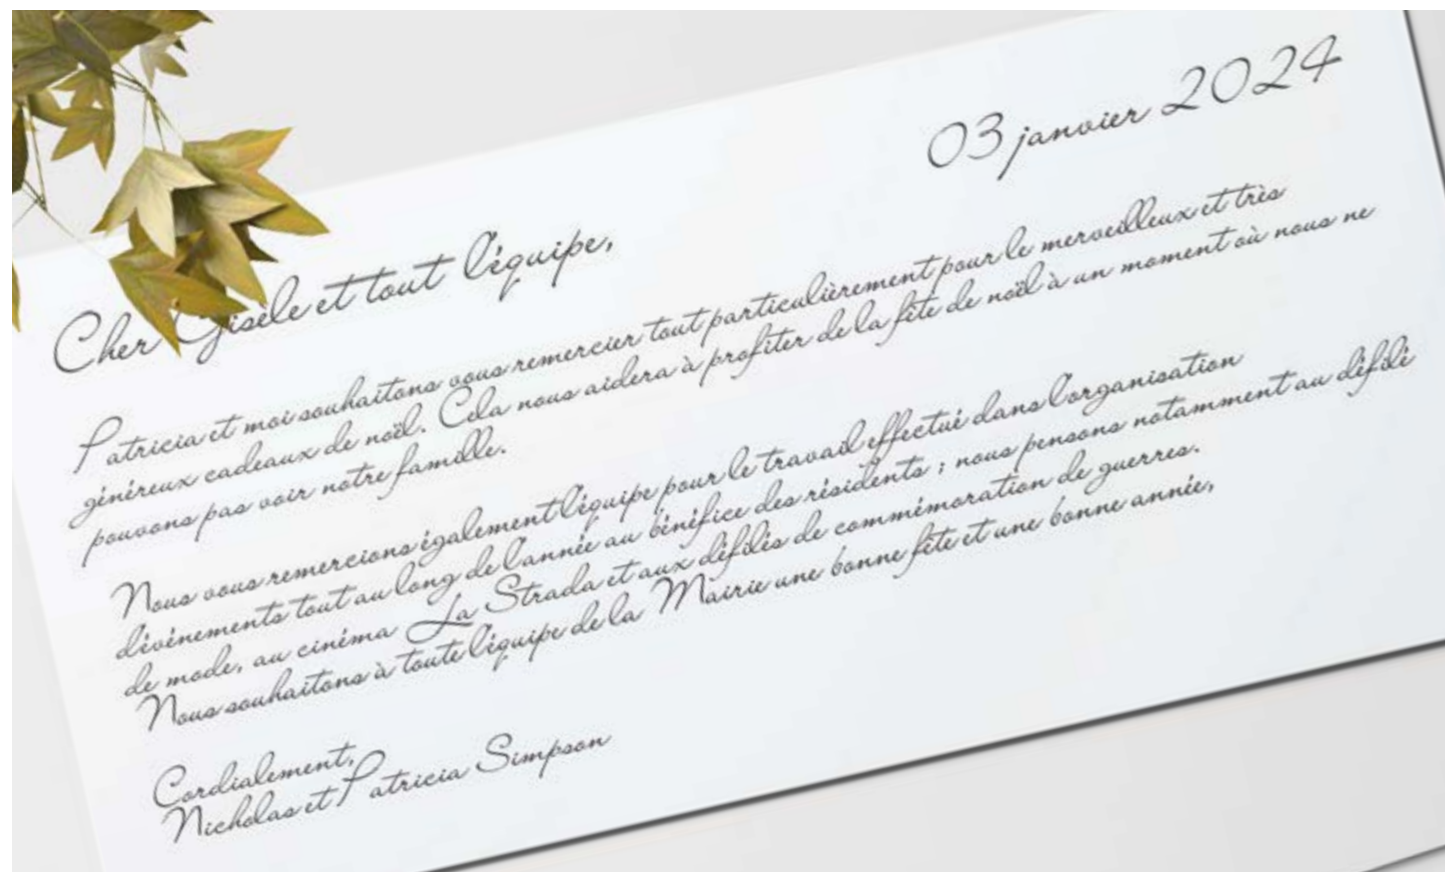 03 janvier 2024
Cher Gisèle et tout l'équipe,
Patricia et moi souhaitons vous remercier tout particulièrement pour le merveilleux et très
généreux cadeaux de noël. Cela nous aidera à profiter de la fête de noël à un moment où nous ne
pouvons pas voir notre famille.
Nous vous remercions également l'équipe pour le travail effectué dans l'organisation
d'événements tout au long de l'année au bénéfice des résidents ; nous pensons notamment au défilé
de mode, au cinéma La Strada et aux défilés de commémoration de guerres.
Nous souhaitons à toute l'équipe de la Mairie une bonne fête et une bonne année,
Cordialement,
Nicholas et Patricia Simpson